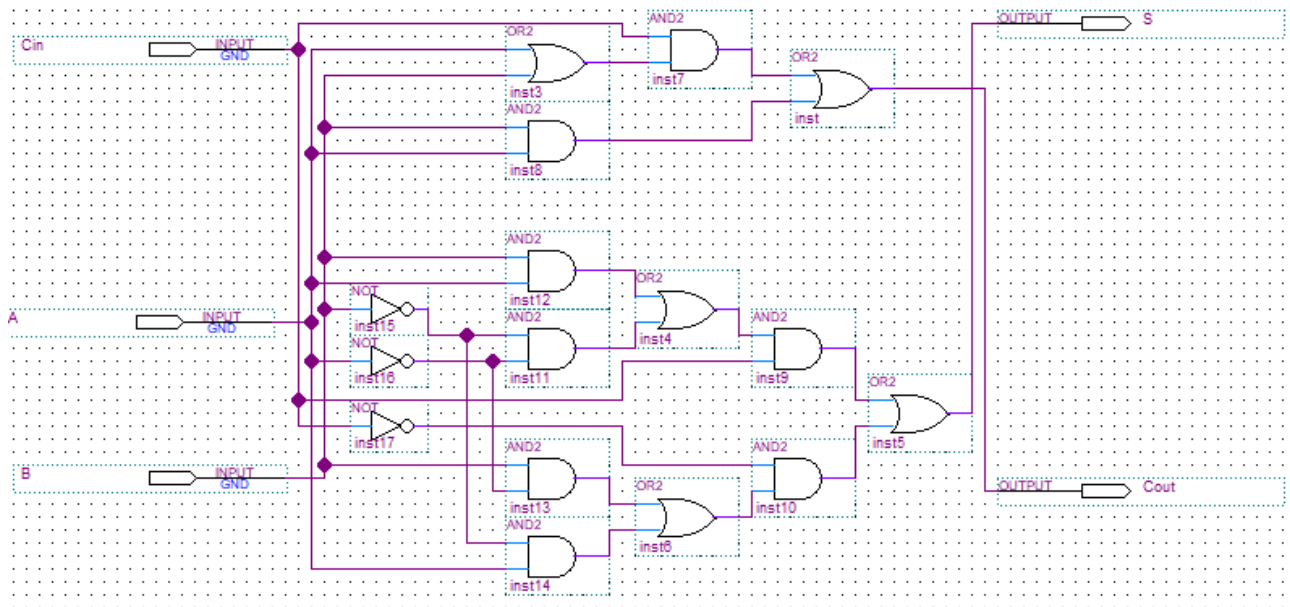 AND2
OUTPUT S
OR2
Cin INPUT
GND
OR2
inst7
inst3
AND2
inst
inst8
AND2
OR2
NOT
inst12
A INPUT
GND
inst15
AND2
inst4
AND2
NOT
inst16
inst11
inst9
OR2
NOT
inst17
AND2
AND2
inst5
B INPUT
GND
OR2
OUTPUT Cout
inst13
inst10
AND2
inst6
inst14